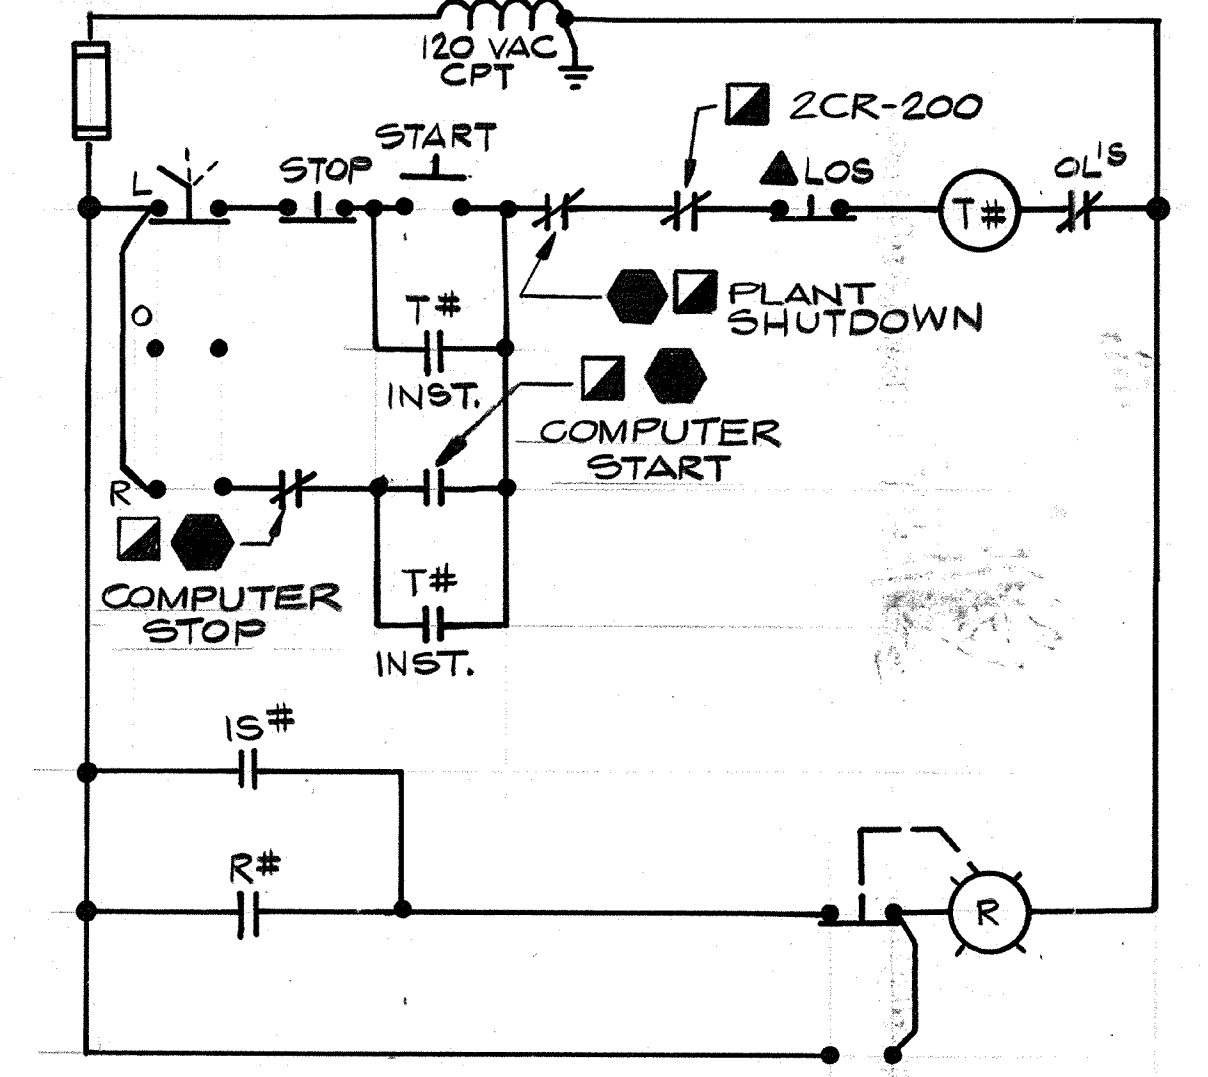 120 VAC
CPT
2CR-200
START
L
STOP
LOS
OL'S
T#
T#
PLANT
SHUTDOWN
O
INST.
COMPUTER
START
R
COMPUTER
STOP
T#
INST.
1S#
R#
R